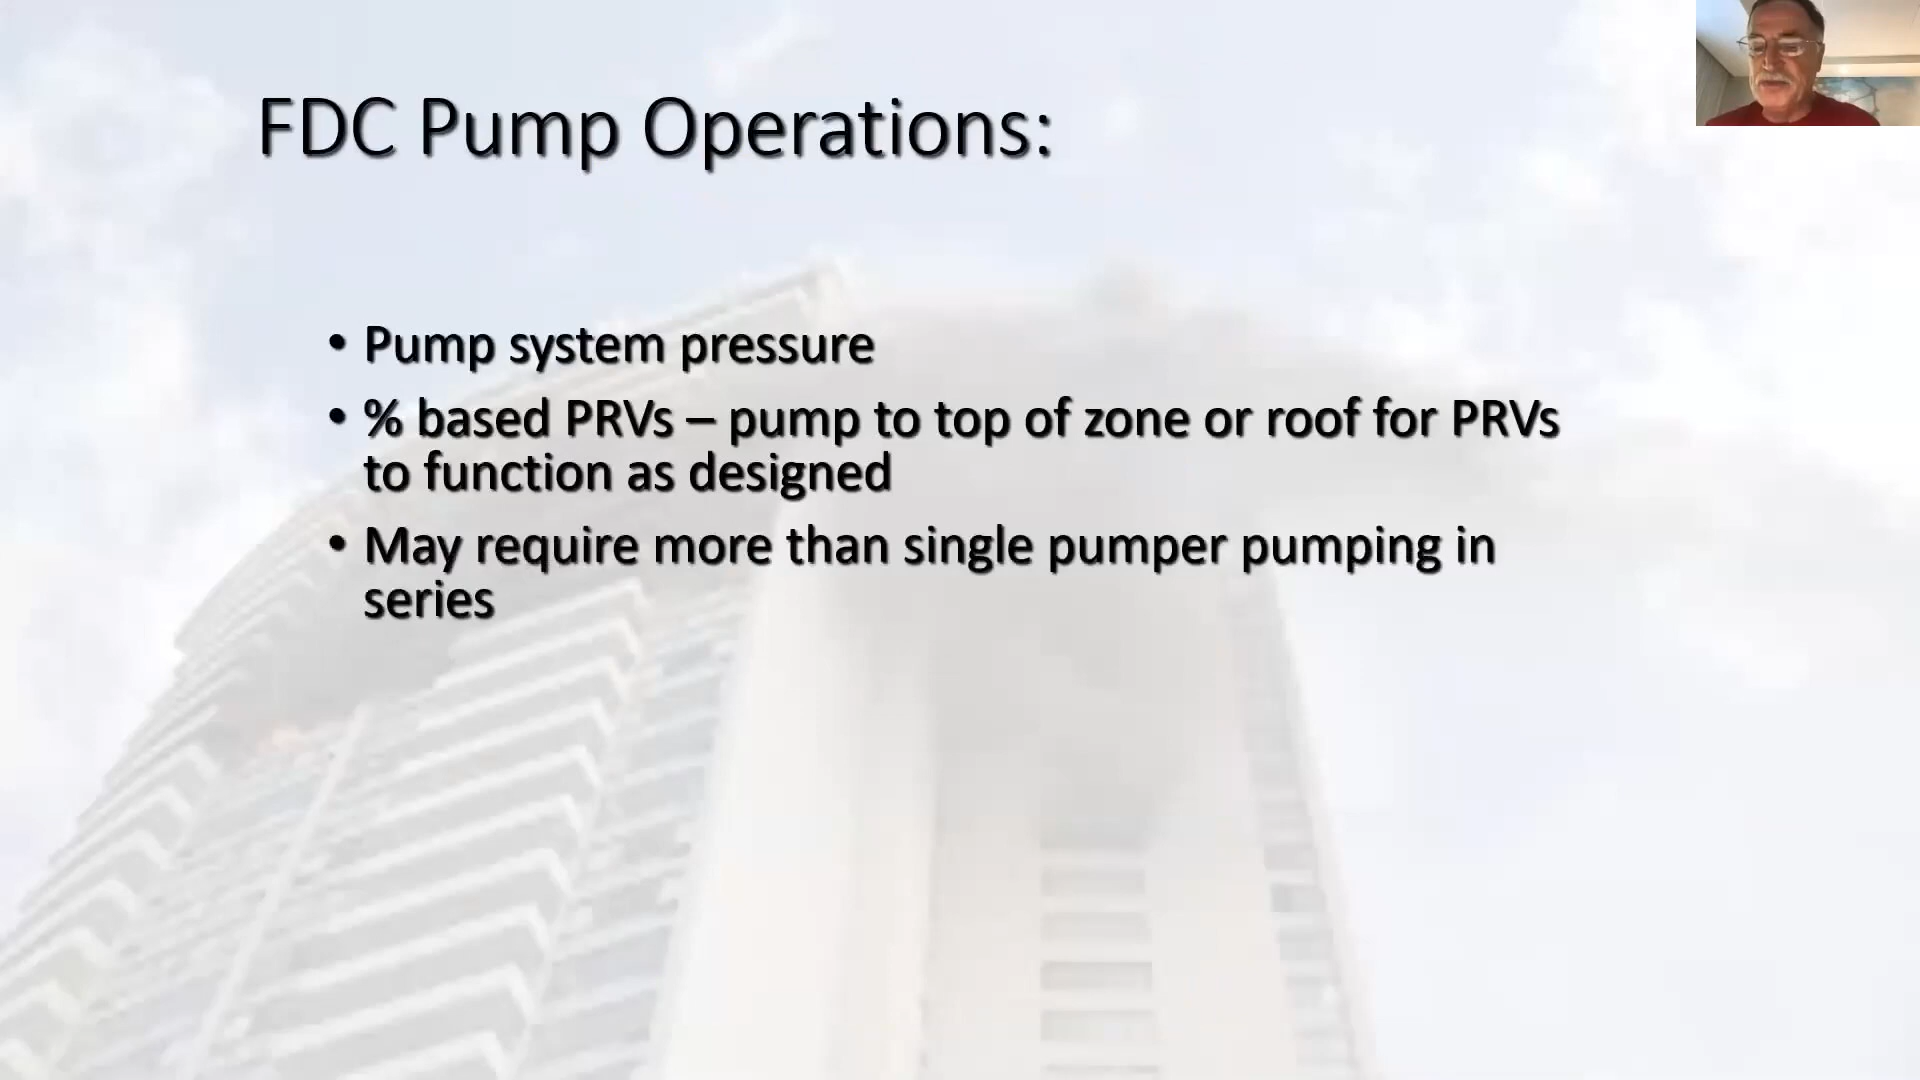 FDC Pump Operations:
• Pump system pressure
• % based PRVs – pump to top of zone or roof for PRVs
to function as designed
• May require more than single pumper pumping in
series